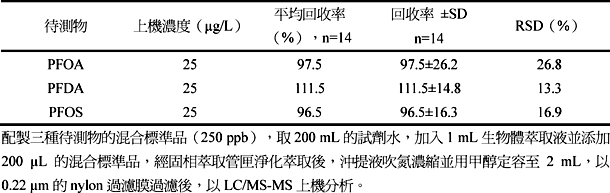 待測物 上機濃度（μg/L） 平均回收率（%），n=14 回收率 ±SD n=14 RSD（%）
PFOA 25 97.5 97.5±26.2 26.8
PFDA 25 111.5 111.5±14.8 13.3
PFOS 25 96.5 96.5±16.3 16.9
配製三種待測物的混合標準品（250 ppb），取 200 mL 的試劑水，加入 1 mL 生物體萃取液並添加
200 μL 的混合標準品，經固相萃取管匣淨化萃取後，沖提液吹氮濃縮並用甲醇定容至 2 mL，以
0.22 μm 的 nylon 過濾膜過濾後，以 LC/MS-MS 上機分析。